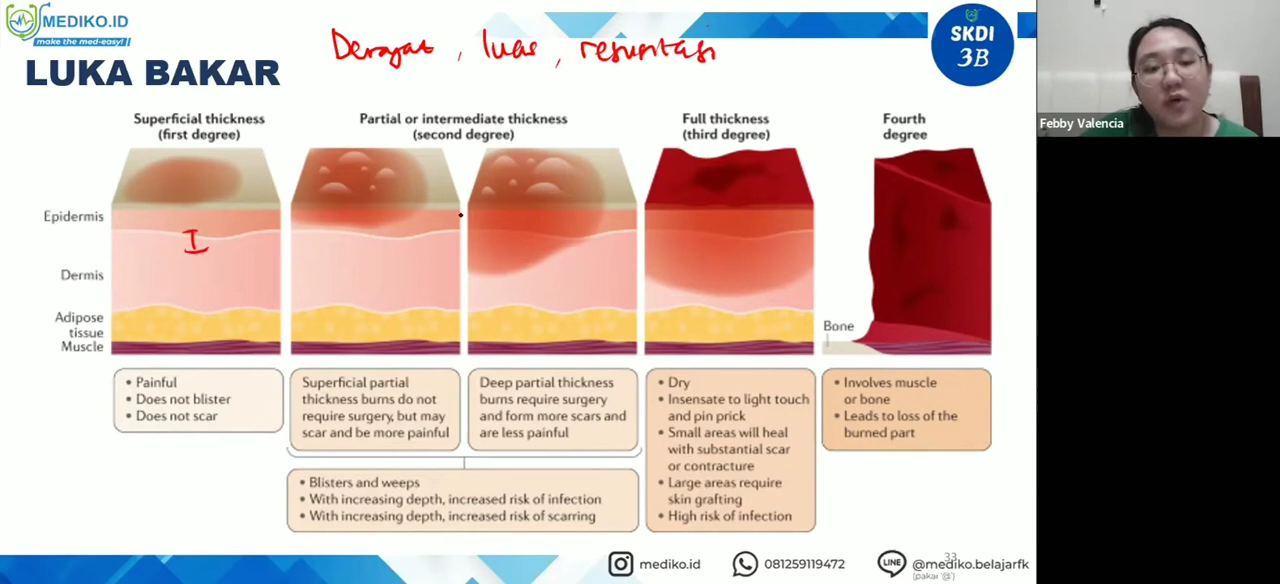 MEDIKO.ID
make the med-easy!
Derajat, luas, resusitasi
SKDI
3B
LUKA BAKAR
Febby Valencia
Superficial thickness
(first degree)
Partial or intermediate thickness
(second degree)
Full thickness
(third degree)
Fourth
degree
Epidermis
I
Dermis
Adipose
tissue
Muscle
Bone
• Painful
• Does not blister
• Does not scar
Superficial partial
thickness burns do not
require surgery, but may
scar and be more painful
Deep partial thickness
burns require surgery
and form more scars and
are less painful
• Blisters and weeps
• With increasing depth, increased risk of infection
• With increasing depth, increased risk of scarring
• Dry
• Insensate to light touch
and pin prick
• Small areas will heal
with substantial scar
or contracture
• Large areas require
skin grafting
• High risk of infection
• Involves muscle
or bone
• Leads to loss of the
burned part
mediko.id
081259119472
LINE
33
@mediko.belajarfk
(pakai '@')